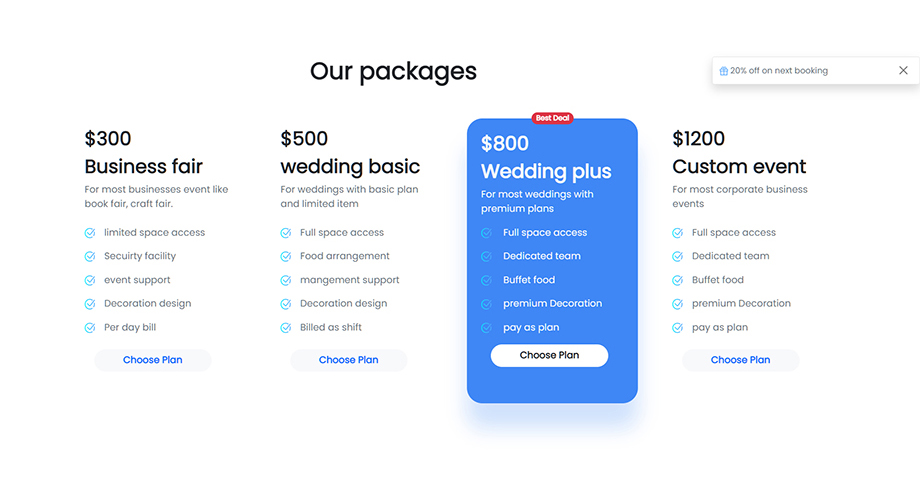 Our packages
20% off on next booking
$300
Business fair
For most businesses event like
book fair, craft fair.
limited space access
Secuirty facility
event support
Decoration design
Per day bill
Choose Plan
$500
wedding basic
For weddings with basic plan
and limited item
Full space access
Food arrangement
mangement support
Decoration design
Billed as shift
Choose Plan
Best Deal
$800
Wedding plus
For most weddings with
premium plans
Full space access
Dedicated team
Buffet food
premium Decoration
pay as plan
Choose Plan
$1200
Custom event
For most corporate business
events
Full space access
Dedicated team
Buffet food
premium Decoration
pay as plan
Choose Plan